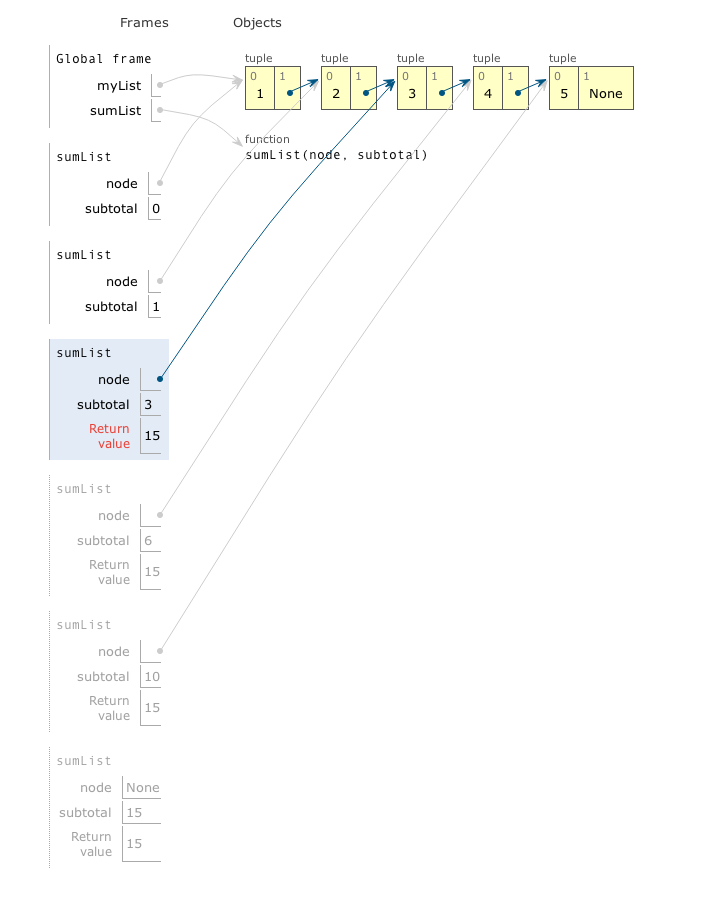 Frames Objects
Global frame
myList
sumList
tuple tuple tuple tuple tuple
0 1 0 1 0 1 0 1 0 1
1 2 3 4 5 None
function
sumList(node, subtotal)
sumList
node
subtotal 0
sumList
node
subtotal 1
sumList
node
subtotal 3
Return
value 15
sumList
node
subtotal 6
Return
value 15
sumList
node
subtotal 10
Return
value 15
sumList
node None
subtotal 15
Return
value 15